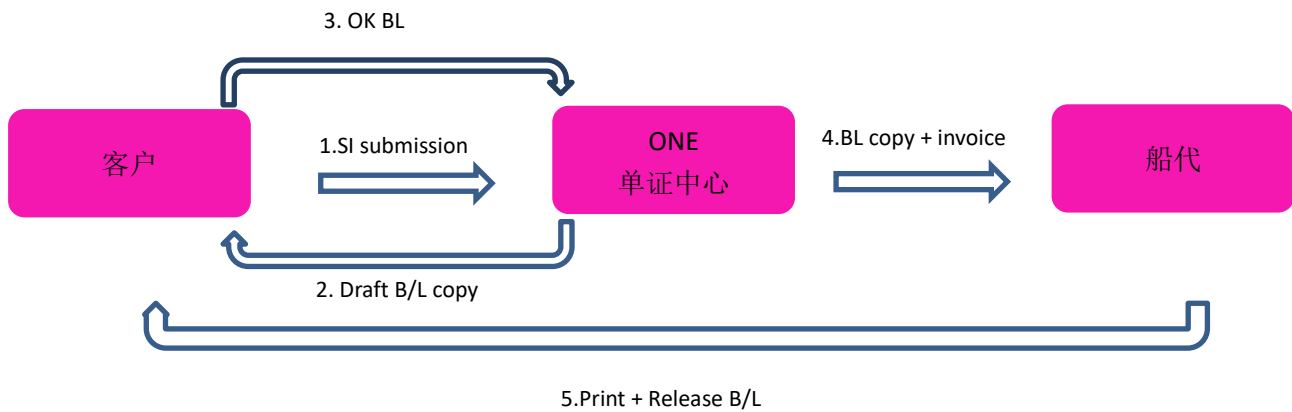 3. OK BL
客户
1.SI submission
ONE
单证中心
4.BL copy + invoice
船代
2. Draft B/L copy
5.Print + Release B/L